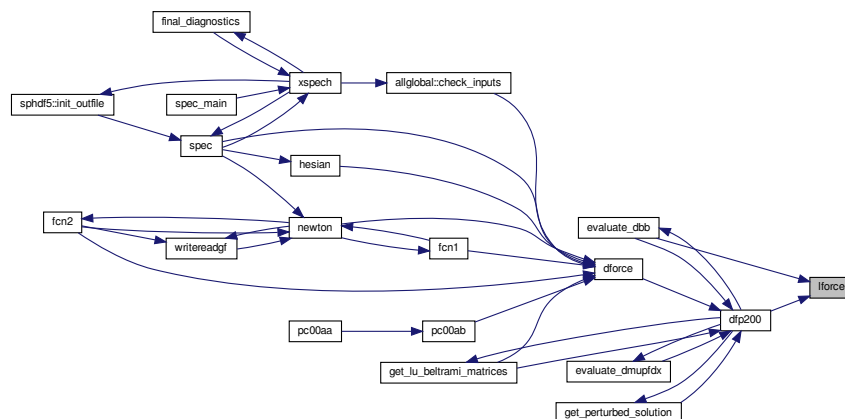 final_diagnostics
xspech
allglobal::check_inputs
sphdf5::init_outfile
spec_main
spec
hesian
fcn2
newton
evaluate_dbb
writereadgf
fcn1
dforce
lforce
dfp200
pc00aa
pc00ab
get_lu_beltrami_matrices
evaluate_dmupfdx
get_perturbed_solution